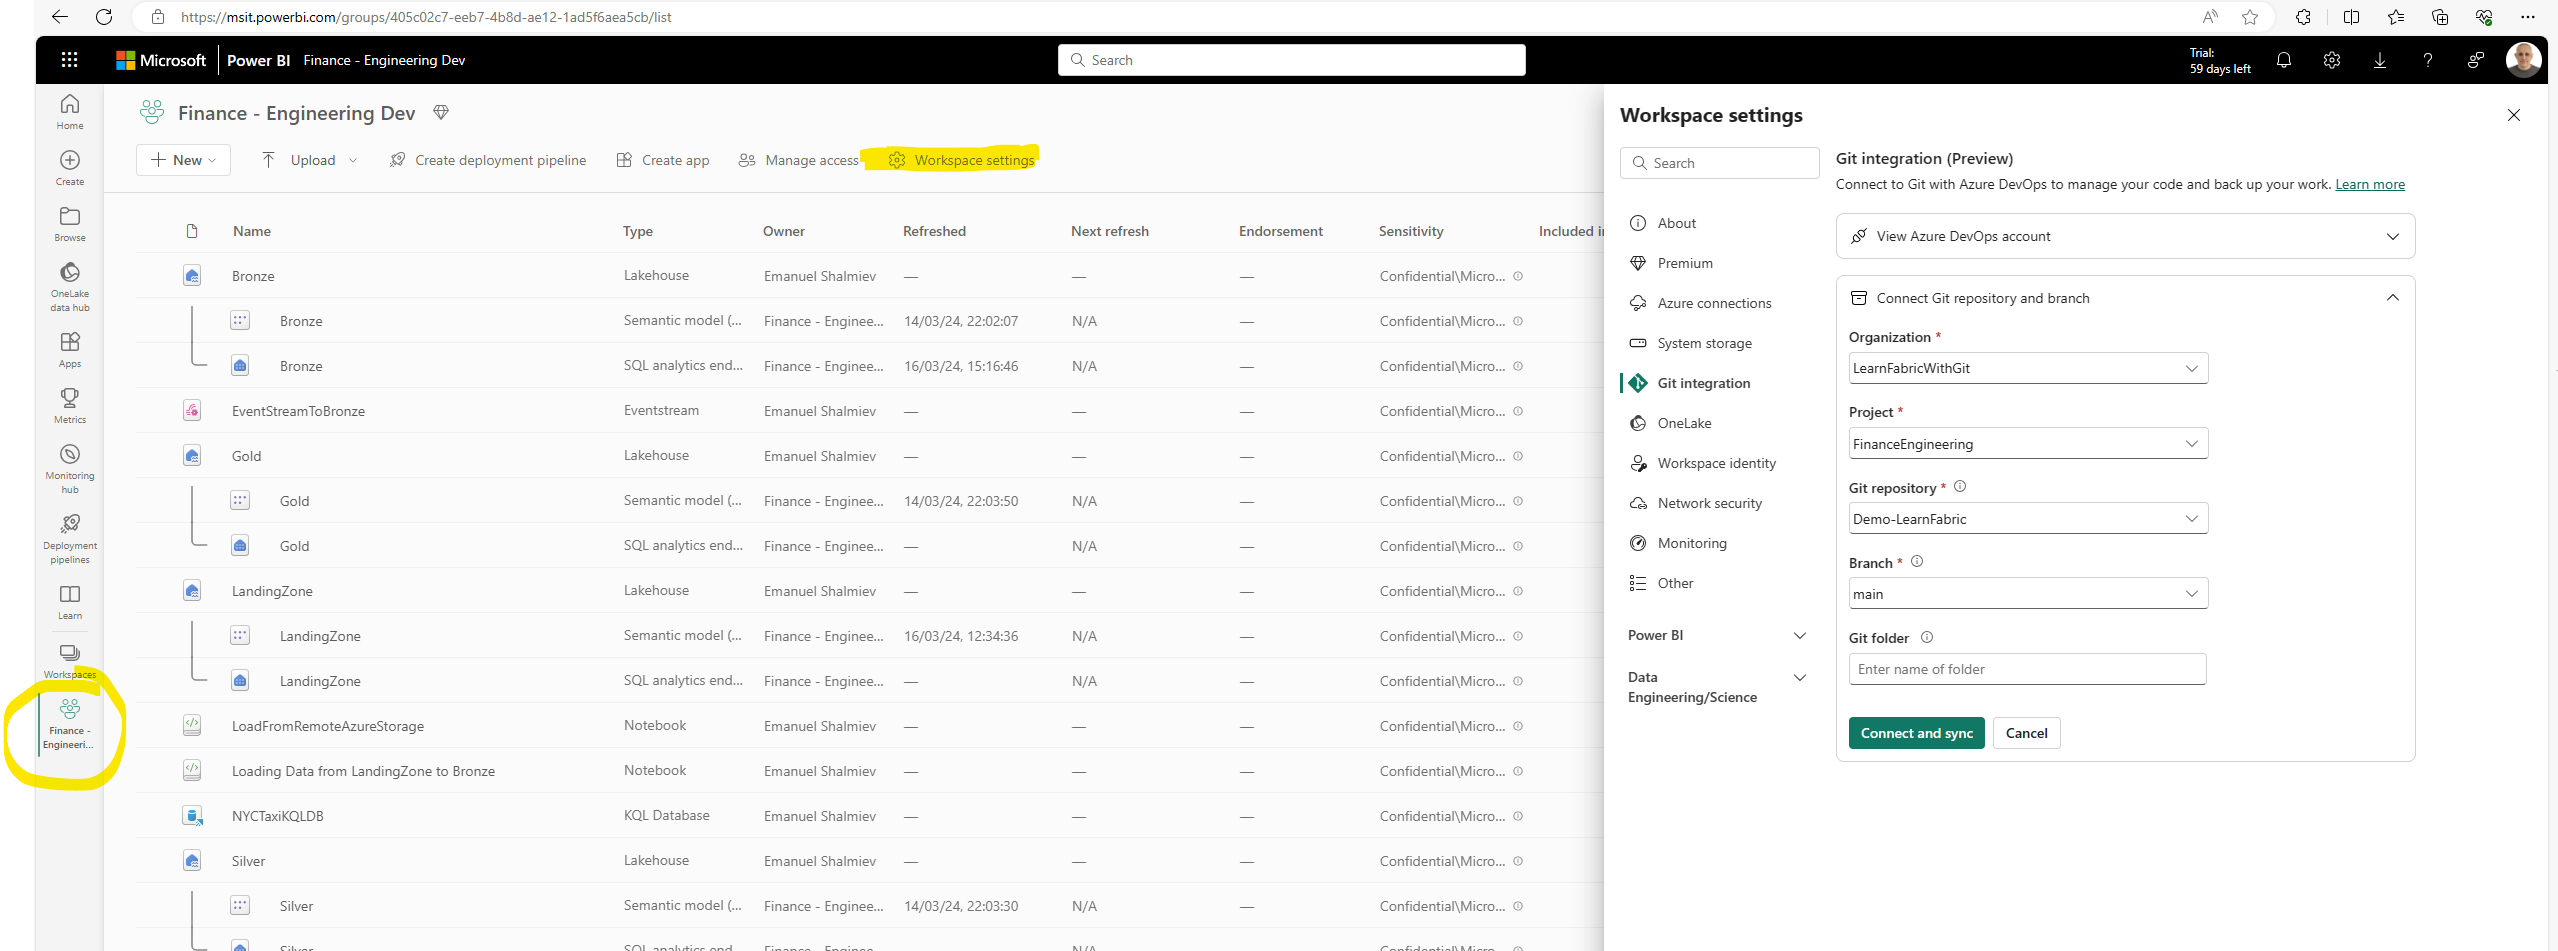 https://msit.powerbi.com/groups/405c02c7-eeb7-4b8d-ae12-1ad5f6aea5cb/list
Microsoft Power BI Finance - Engineering Dev
Search
Trial:
59 days left
Home
Create
Browse
OneLake
data hub
Apps
Metrics
Monitoring
hub
Deployment
pipelines
Learn
Workspaces
Finance -
Engineeri...
Finance - Engineering Dev
New Upload Create deployment pipeline Create app Manage access Workspace settings
Name Type Owner Refreshed Next refresh Endorsement Sensitivity Included i
Bronze Lakehouse Emanuel Shalmiev — — — Confidential\Micro...
Bronze Semantic model (... Finance - Enginee... 14/03/24, 22:02:07 N/A — Confidential\Micro...
Bronze SQL analytics end... Finance - Enginee... 16/03/24, 15:16:46 N/A — Confidential\Micro...
EventStreamToBronze Eventstream Emanuel Shalmiev — — — Confidential\Micro...
Gold Lakehouse Emanuel Shalmiev — — — Confidential\Micro...
Gold Semantic model (... Finance - Enginee... 14/03/24, 22:03:50 N/A — Confidential\Micro...
Gold SQL analytics end... Finance - Enginee... — N/A — Confidential\Micro...
LandingZone Lakehouse Emanuel Shalmiev — — — Confidential\Micro...
LandingZone Semantic model (... Finance - Enginee... 16/03/24, 12:34:36 N/A — Confidential\Micro...
LandingZone SQL analytics end... Finance - Enginee... — N/A — Confidential\Micro...
LoadFromRemoteAzureStorage Notebook Emanuel Shalmiev — — — Confidential\Micro...
Loading Data from LandingZone to Bronze Notebook Emanuel Shalmiev — — — Confidential\Micro...
NYCTaxiKQLDB KQL Database Emanuel Shalmiev — — — Confidential\Micro...
Silver Lakehouse Emanuel Shalmiev — — — Confidential\Micro...
Silver Semantic model (... Finance - Enginee... 14/03/24, 22:03:30 N/A — Confidential\Micro...
Silver SQL analytics end... Finance - Enginee... — N/A — Confidential\Micro...
Workspace settings
Search
About
Premium
Azure connections
System storage
Git integration
OneLake
Workspace identity
Network security
Monitoring
Other
Power BI
Data
Engineering/Science
Git integration (Preview)
Connect to Git with Azure DevOps to manage your code and back up your work. Learn more
View Azure DevOps account
Connect Git repository and branch
Organization *
LearnFabricWithGit
Project *
FinanceEngineering
Git repository *
Demo-LearnFabric
Branch *
main
Git folder
Enter name of folder
Connect and sync Cancel